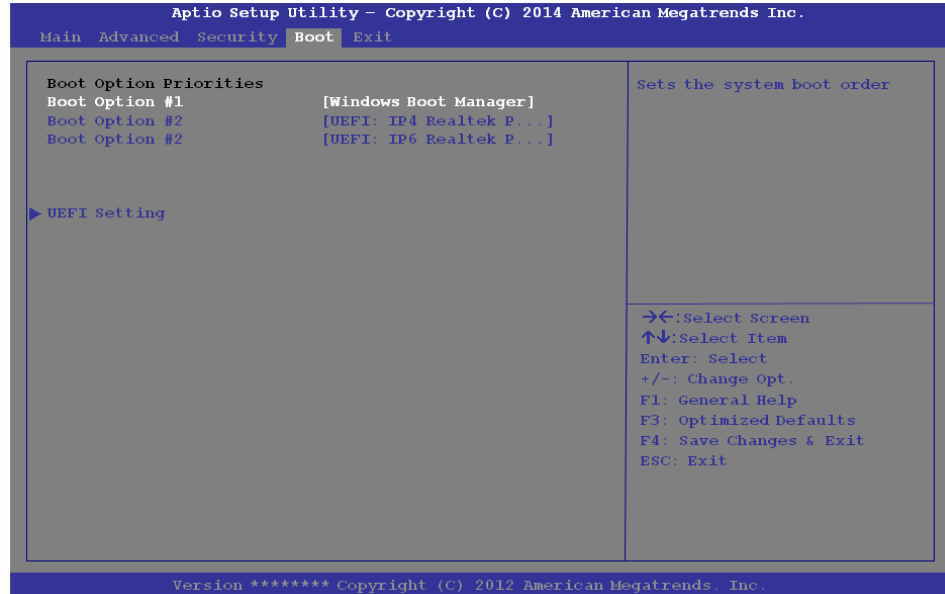 Aptio Setup Utility – Copyright (C) 2014 American Megatrends Inc.
Main Advanced Security Boot Exit
Boot Option Priorities
Boot Option #1 [Windows Boot Manager]
Boot Option #2 [UEFI: IP4 Realtek P...]
Boot Option #2 [UEFI: IP6 Realtek P...]
▶ UEFI Setting
Sets the system boot order
→←:Select Screen
↑↓:Select Item
Enter: Select
+/-: Change Opt.
F1: General Help
F3: Optimized Defaults
F4: Save Changes & Exit
ESC: Exit
Version ******** Copyright (C) 2012 American Megatrends. Inc.